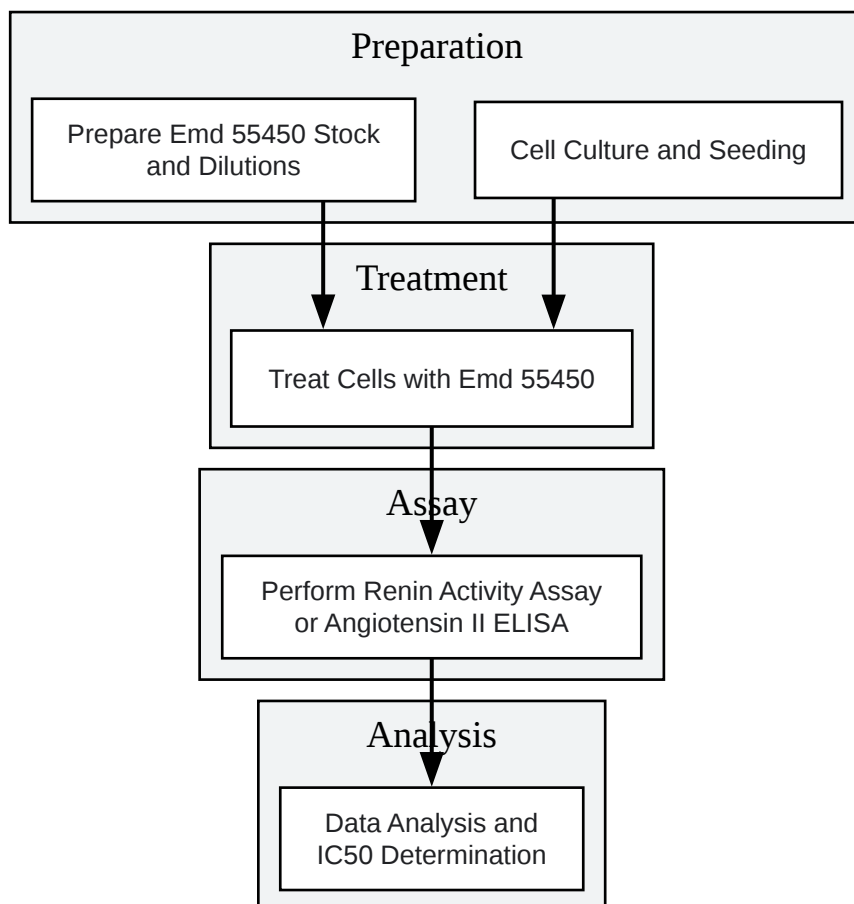 Preparation
Prepare Emd 55450 Stock
and Dilutions
Cell Culture and Seeding
Treatment
Treat Cells with Emd 55450
Assay
Perform Renin Activity Assay
or Angiotensin II ELISA
Analysis
Data Analysis and
IC50 Determination